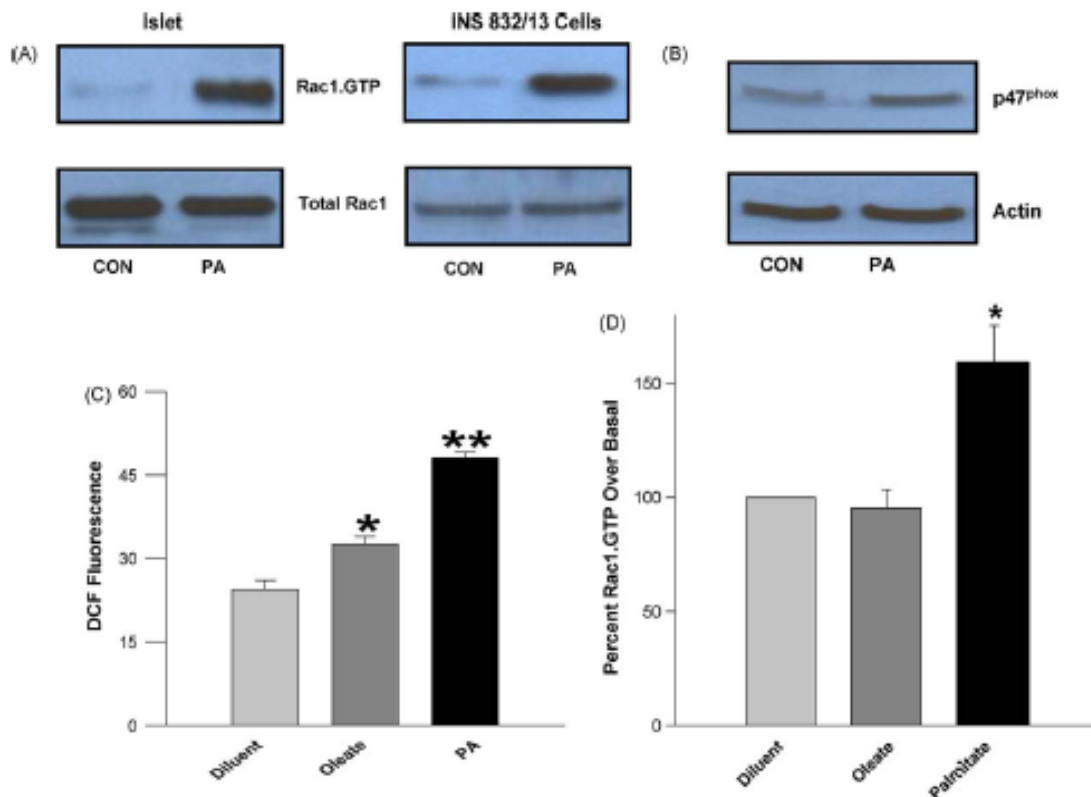 Islet
INS 832/13 Cells
(A)
Rac1.GTP
Total Rac1
CON PA
CON PA
(B)
p47phox
Actin
CON PA
(C)
DCF Fluorescence
60
45
30
15
0
*
**
Diluent
Oleate
PA
(D)
Percent Rac1.GTP Over Basal
150
100
50
0
*
Diluent
Oleate
Palmitate